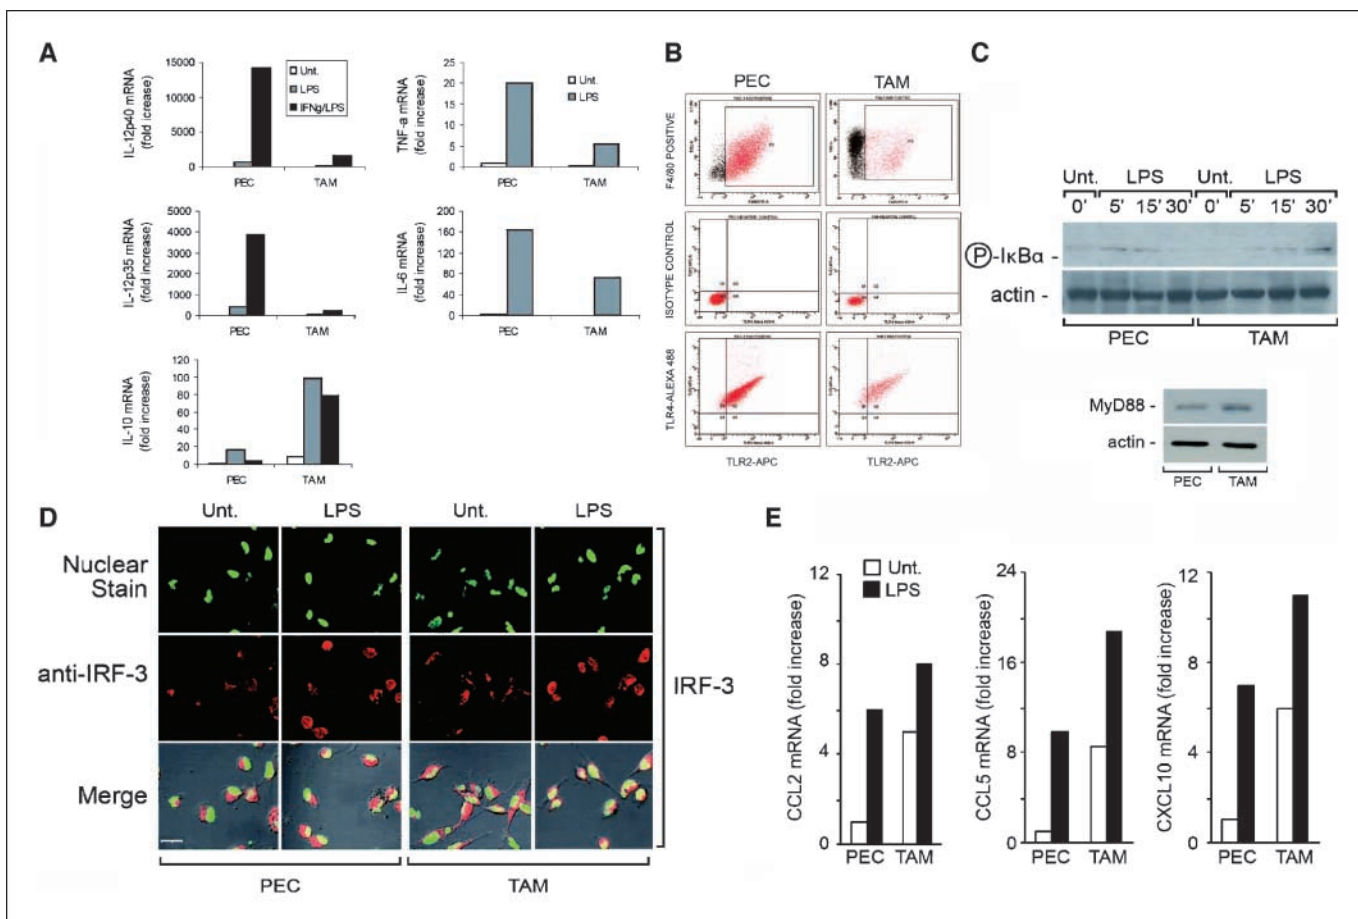 A
IL-12p40 mRNA
(fold increase)
15000
10000
5000
0
Unt.
LPS
IFNg/LPS
PEC
TAM
TNF-a mRNA
(fold increase)
25
20
15
10
5
0
Unt.
LPS
PEC
TAM
IL-12p35 mRNA
(fold increase)
5000
4000
3000
2000
1000
0
PEC
TAM
IL-6 mRNA
(fold increase)
200
160
120
80
40
0
PEC
TAM
IL-10 mRNA
(fold increase)
120
100
80
60
40
20
0
PEC
TAM
B
PEC
TAM
F4/80 POSITIVE
ISOTYPE CONTROL
TLR4-ALEXA 488
TLR2-APC
TLR2-APC
C
Unt. LPS Unt. LPS
0' 5' 15' 30' 0' 5' 15' 30'
P-IκBα -
actin -
PEC
TAM
MyD88 -
actin -
PEC
TAM
D
Unt.
LPS
Unt.
LPS
Nuclear
Stain
anti-IRF-3
Merge
IRF-3
PEC
TAM
E
Unt.
LPS
CCL2 mRNA (fold increase)
12
8
4
0
PEC TAM
CCL5 mRNA (fold increase)
24
16
8
0
PEC TAM
CXCL10 mRNA (fold increase)
12
8
4
0
PEC TAM